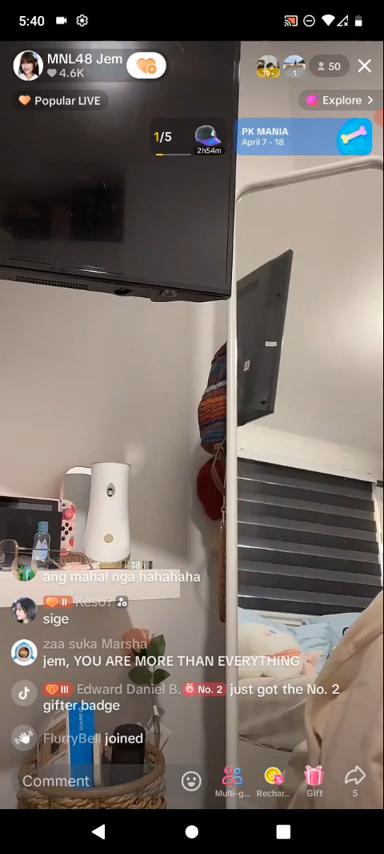 5:40
MNL48 Jem
4.6K
50
Popular LIVE
Explore >
1/5
2h54m
PK MANIA
April 7 - 18
ang mahal nga hahahaha
II Keso?
sige
zaa suka Marsha
jem, YOU ARE MORE THAN EVERYTHING
III Edward Daniel B. No. 2 just got the No. 2
gifter badge
FlurryBell joined
Comment
Multi-g...
Rechar...
Gift
5